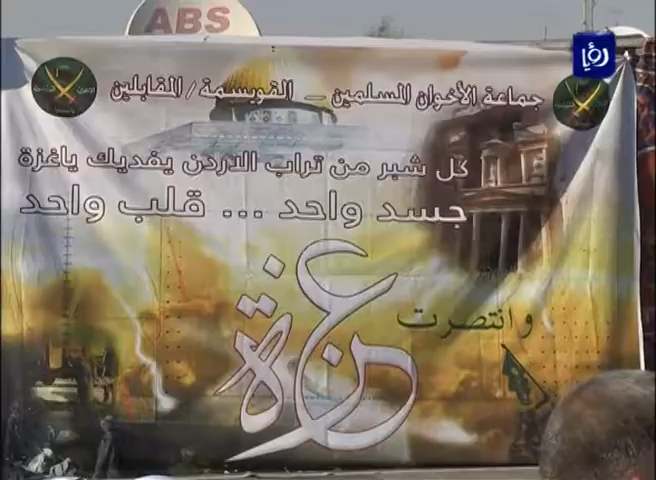 ABS
رؤيا
جماعة الأخوان المسلمين _ القويسمة / المقابلين
كل شبر من تراب الاردن يفديك ياغزة
جسد واحد ... قلب واحد
وانتصرت
غزة